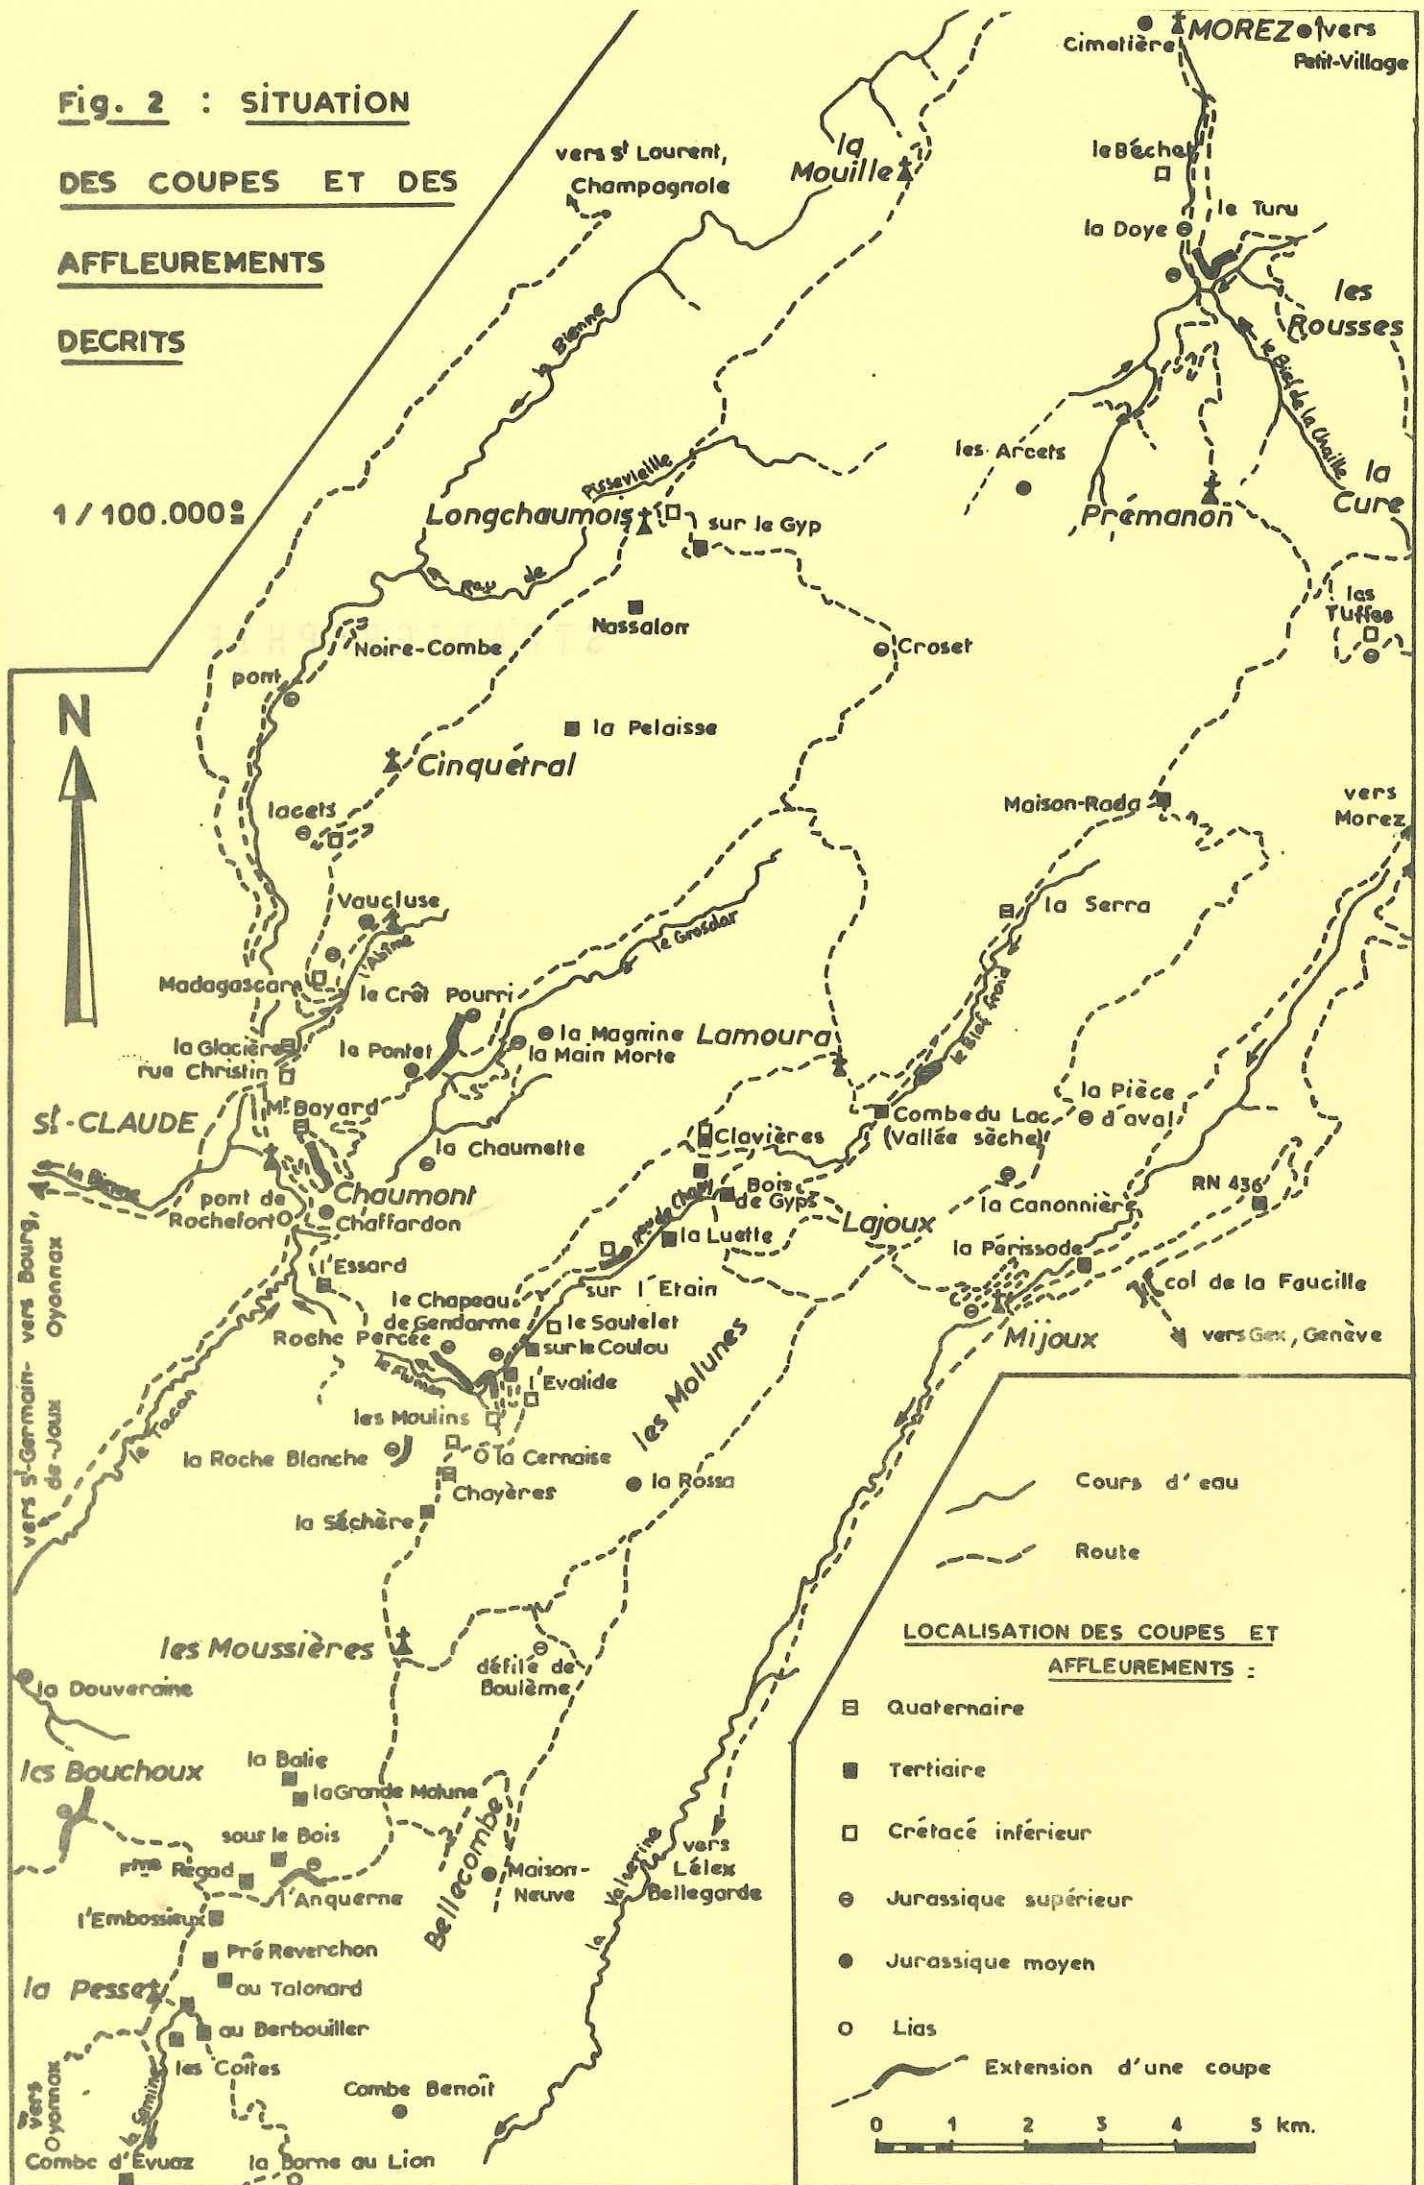 Fig. 2 : SITUATION
DES COUPES ET DES
AFFLEUREMENTS
DECRITS
1/100.000e
Cimetière
MOREZ
vers
Petit-Village
le Béchet
la Doye
le Turu
les
Rousses
le Bief de la Chaille
la
Cure
les Arcets
Prémanon
les
Tuffes
vers St Laurent,
Champagnole
la
Mouille
la Bienne
Pissevieille
Longchaumois
sur le Gyp
Rau de
Nassalon
Noire-Combe
pont
Croset
la Pelaisse
N
Cinquétral
lacets
Maison-Rada
vers
Morez
Vaucluse
l'Abîme
la Serra
le Grosdar
Madagascar
le Crêt Pourri
le Bief froid
la Glacière
le Pontet
la Magnine
la Main Morte
Lamoura
rue Christin
Mt Bayard
St-CLAUDE
la Pièce
d'aval
Combe du Lac
(Vallée sèche)
Clavières
la Chaumette
la Bienne
pont de
Rochefort
Chaumont
Chaffardon
Bois
de Gyps
la Canonnière
RN 436
Lajoux
la Luette
la Périssode
l'Essard
sur l'Etain
col de la Faucille
le Chapeau
de Gendarme
le Sautelet
Roche Percée
sur le Coulou
Mijoux
vers Gex, Genève
le Flumen
l'Evalide
les Molunes
vers St-Germain-
de-Joux
vers Bourg,
Oyonnax
le Tacon
les Moulins
la Roche Blanche
la Cernaise
Chayères
la Rossa
la Séchère
les Moussières
défilé de
Boulème
la Douveraine
les Bouchoux
la Balie
la Grande Molune
sous le Bois
Fme Regad
l'Anquerne
l'Embossieux
Bellecombe
Maison-
Neuve
la Valserine
vers
Lélex
Bellegarde
Pré Reverchon
la Pesse
au Talonard
au Berbouiller
les Coîtes
vers
Oyonnax
la Semine
Combe Benoît
Combe d'Evuaz
la Borne au Lion
Cours d'eau
Route
LOCALISATION DES COUPES ET
AFFLEUREMENTS :
Quaternaire
Tertiaire
Crétacé inférieur
Jurassique supérieur
Jurassique moyen
Lias
Extension d'une coupe
0 1 2 3 4 5 km.